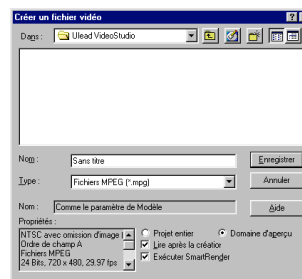 Créer un fichier vidéo
Dans : Ulead VideoStudio
Nom : Sans titre Enregistrer
Type : Fichiers MPEG (*.mpg) Annuler
Nom : Comme le paramètre de Modèle Aide
Propriétés :
NTSC avec omission d'image (
Ordre de champ A
Fichiers MPEG
24 Bits, 720 x 480, 29.97 fps
Projet entier Domaine d'aperçu
Lire après la création
Exécuter SmartRender